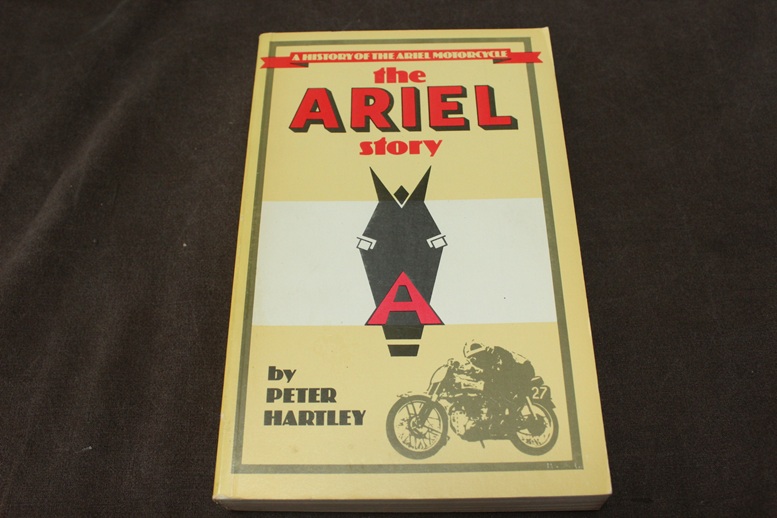 A HISTORY OF THE ARIEL MOTORCYCLE
the
ARIEL
story
A
by
PETER
HARTLEY
27